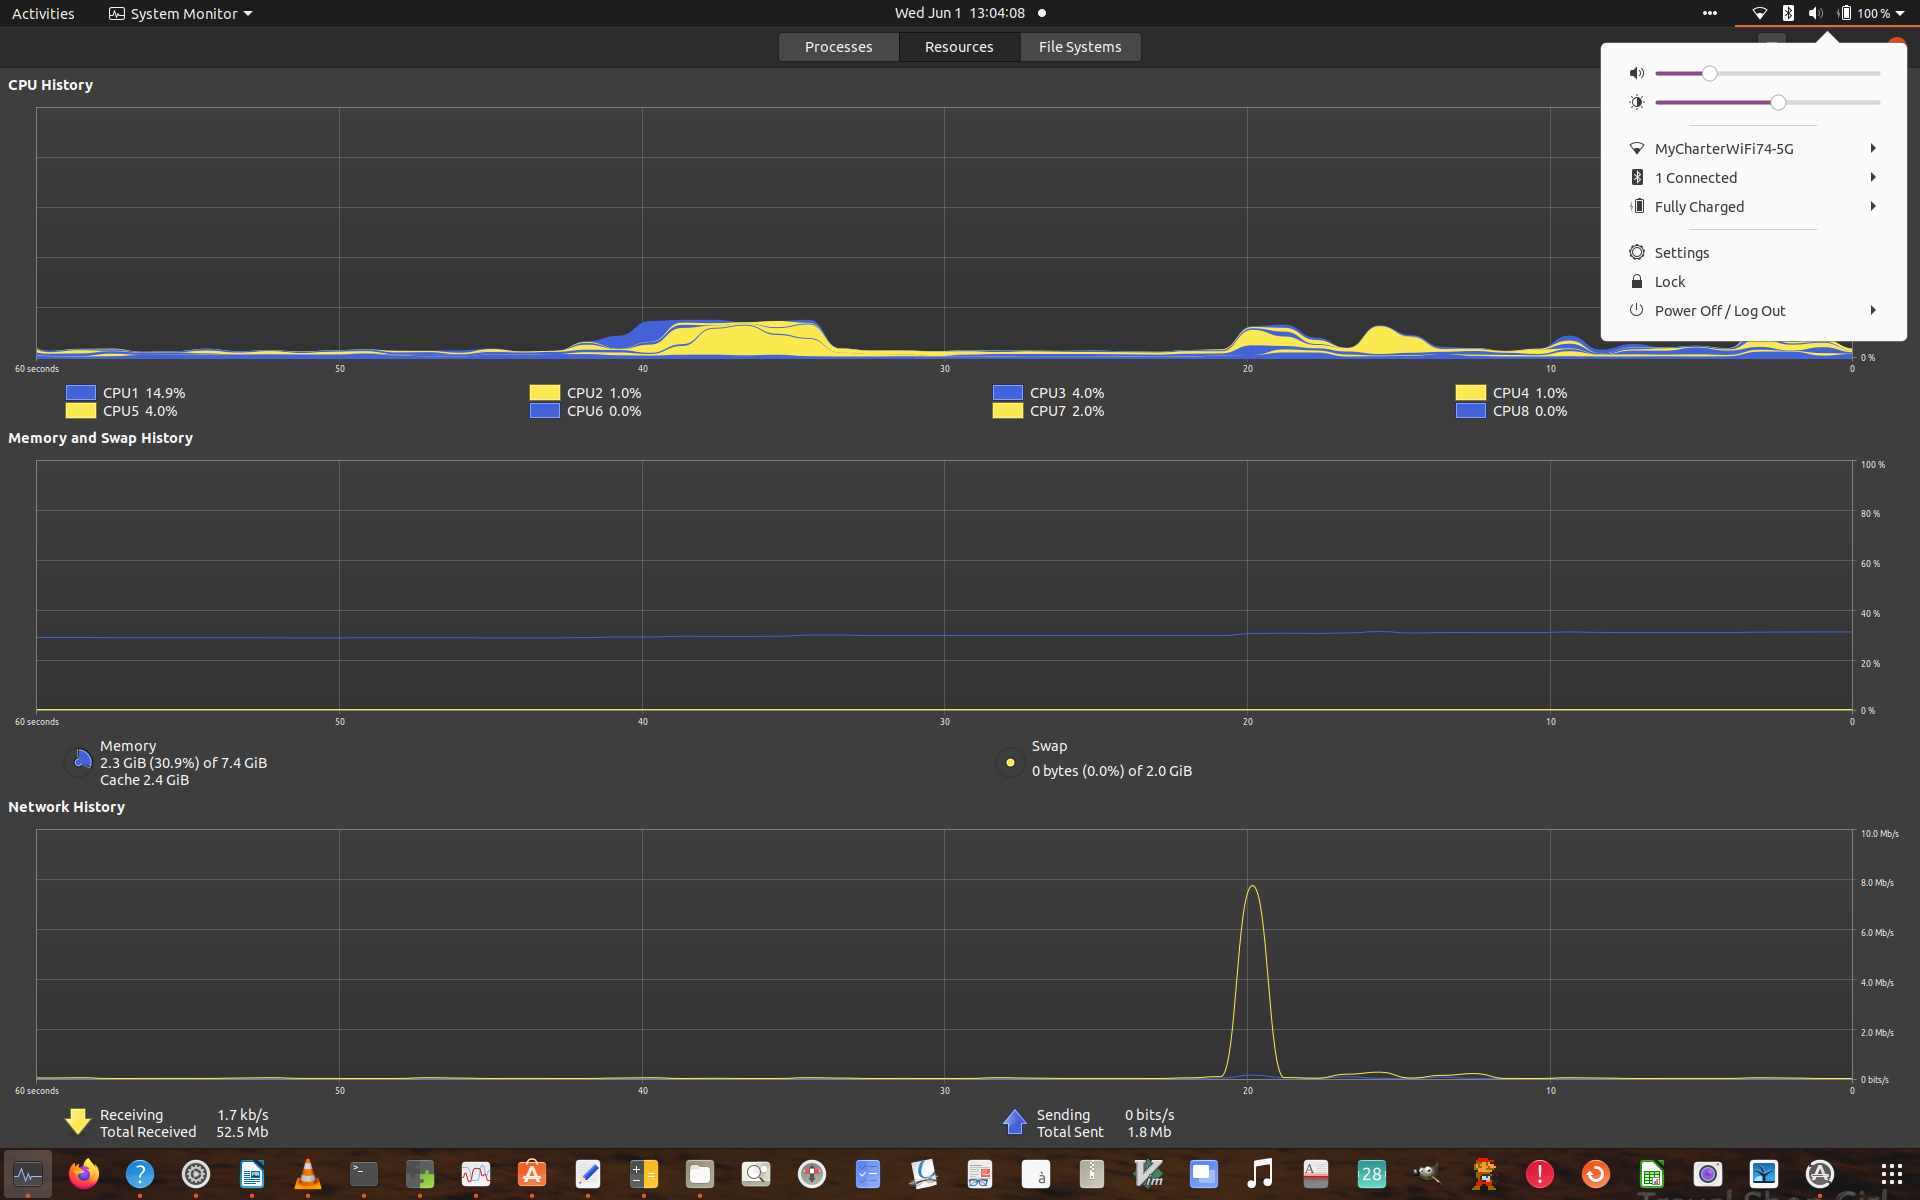 Activities System Monitor Wed Jun 1 13:04:08 100 %
Processes Resources File Systems
CPU History
MyCharterWiFi74-5G
1 Connected
Fully Charged
Settings
Lock
Power Off / Log Out
0 %
60 seconds 50 40 30 20 10 0
CPU1 14.9% CPU2 1.0% CPU3 4.0% CPU4 1.0%
CPU5 4.0% CPU6 0.0% CPU7 2.0% CPU8 0.0%
Memory and Swap History
100 %
80 %
60 %
40 %
20 %
0 %
60 seconds 50 40 30 20 10 0
Memory
2.3 GiB (30.9%) of 7.4 GiB
Cache 2.4 GiB
Swap
0 bytes (0.0%) of 2.0 GiB
Network History
10.0 Mb/s
8.0 Mb/s
6.0 Mb/s
4.0 Mb/s
2.0 Mb/s
0 bits/s
60 seconds 50 40 30 20 10 0
Receiving 1.7 kb/s
Total Received 52.5 Mb
Sending 0 bits/s
Total Sent 1.8 Mb
28